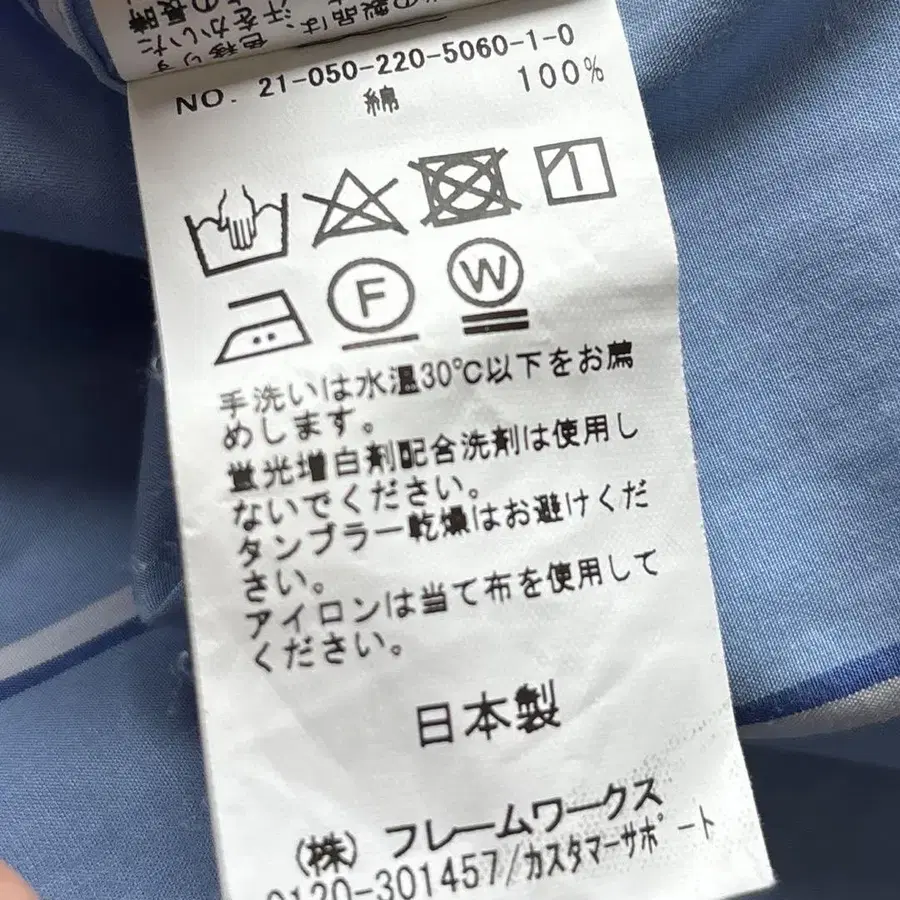 NO. 21-050-220-5060-1-0
綿 100%
F W
手洗いは水温30℃以下をお薦
めします。
蛍光増白剤配合洗剤は使用し
ないでください。
タンブラー乾燥はお避けくだ
さい。
アイロンは当て布を使用して
ください。
日本製
(株) フレームワークス
0120-301457/カスタマーサポート